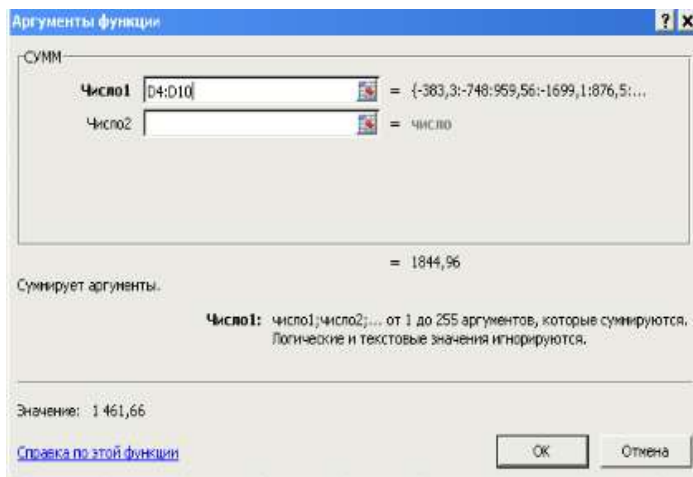 Аргументы функции
СУММ
Число1 D4:D10 = {-383,3:-748:959,56:-1699,1:876,5:...
Число2 = число
= 1844,96
Суммирует аргументы.
Число1: число1;число2;... от 1 до 255 аргументов, которые суммируются.
Логические и текстовые значения игнорируются.
Значение: 1 461,66
Справка по этой функции
ОК Отмена